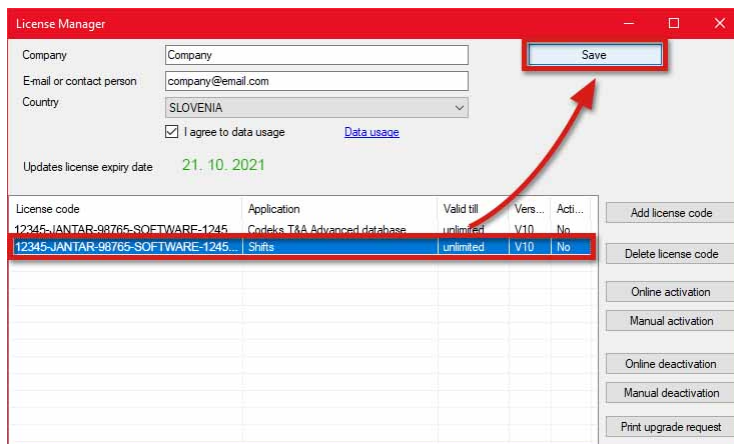 License Manager
Company Company Save
E-mail or contact person company@email.com
Country SLOVENIA
I agree to data usage Data usage
Updates license expiry date 21. 10. 2021
License code Application Valid till Vers... Acti... Add license code
12345-JANTAR-98765-SOFTWARE-1245 Codeks T&A Advanced database unlimited V10 No
12345-JANTAR-98765-SOFTWARE-1245... Shifts unlimited V10 No Delete license code
Online activation
Manual activation
Online deactivation
Manual deactivation
Print upgrade request